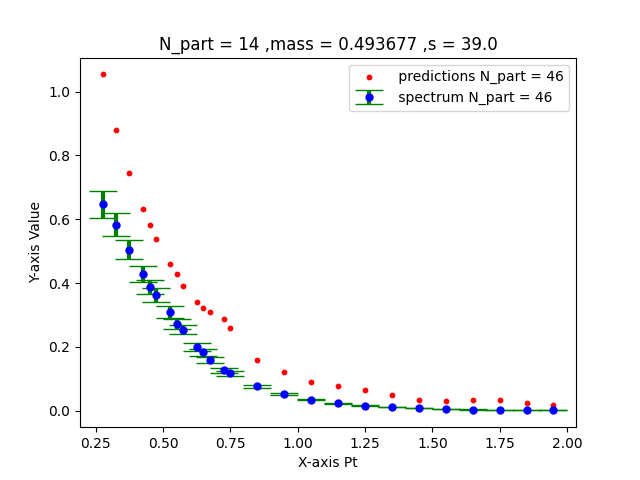 N_part = 14 ,mass = 0.493677 ,s = 39.0
predictions N_part = 46
spectrum N_part = 46
Y-axis Value
1.0
0.8
0.6
0.4
0.2
0.0
0.25 0.50 0.75 1.00 1.25 1.50 1.75 2.00
X-axis Pt